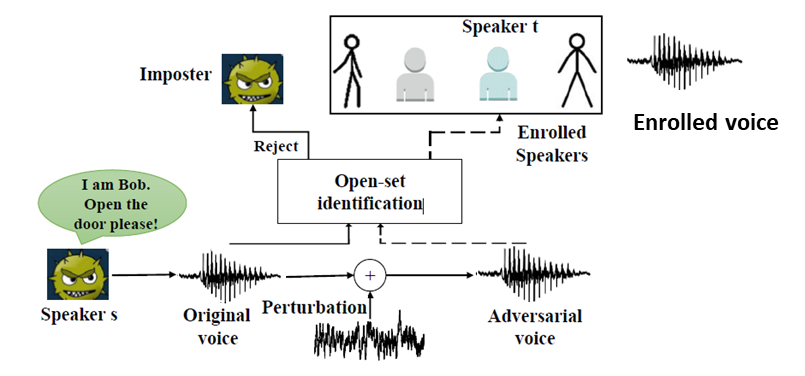 Speaker t
Imposter
Enrolled voice
Enrolled
Speakers
Reject
Open-set
identification
I am Bob.
Open the
door please!
+
Speaker s
Original
voice
Perturbation
Adversarial
voice